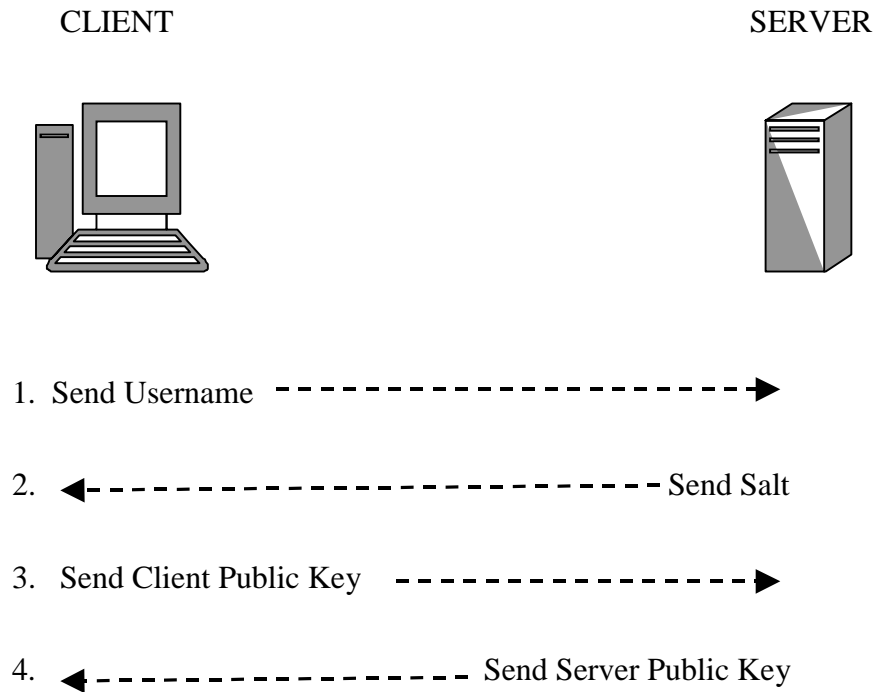 CLIENT SERVER
1. Send Username
2. Send Salt
3. Send Client Public Key
4. Send Server Public Key